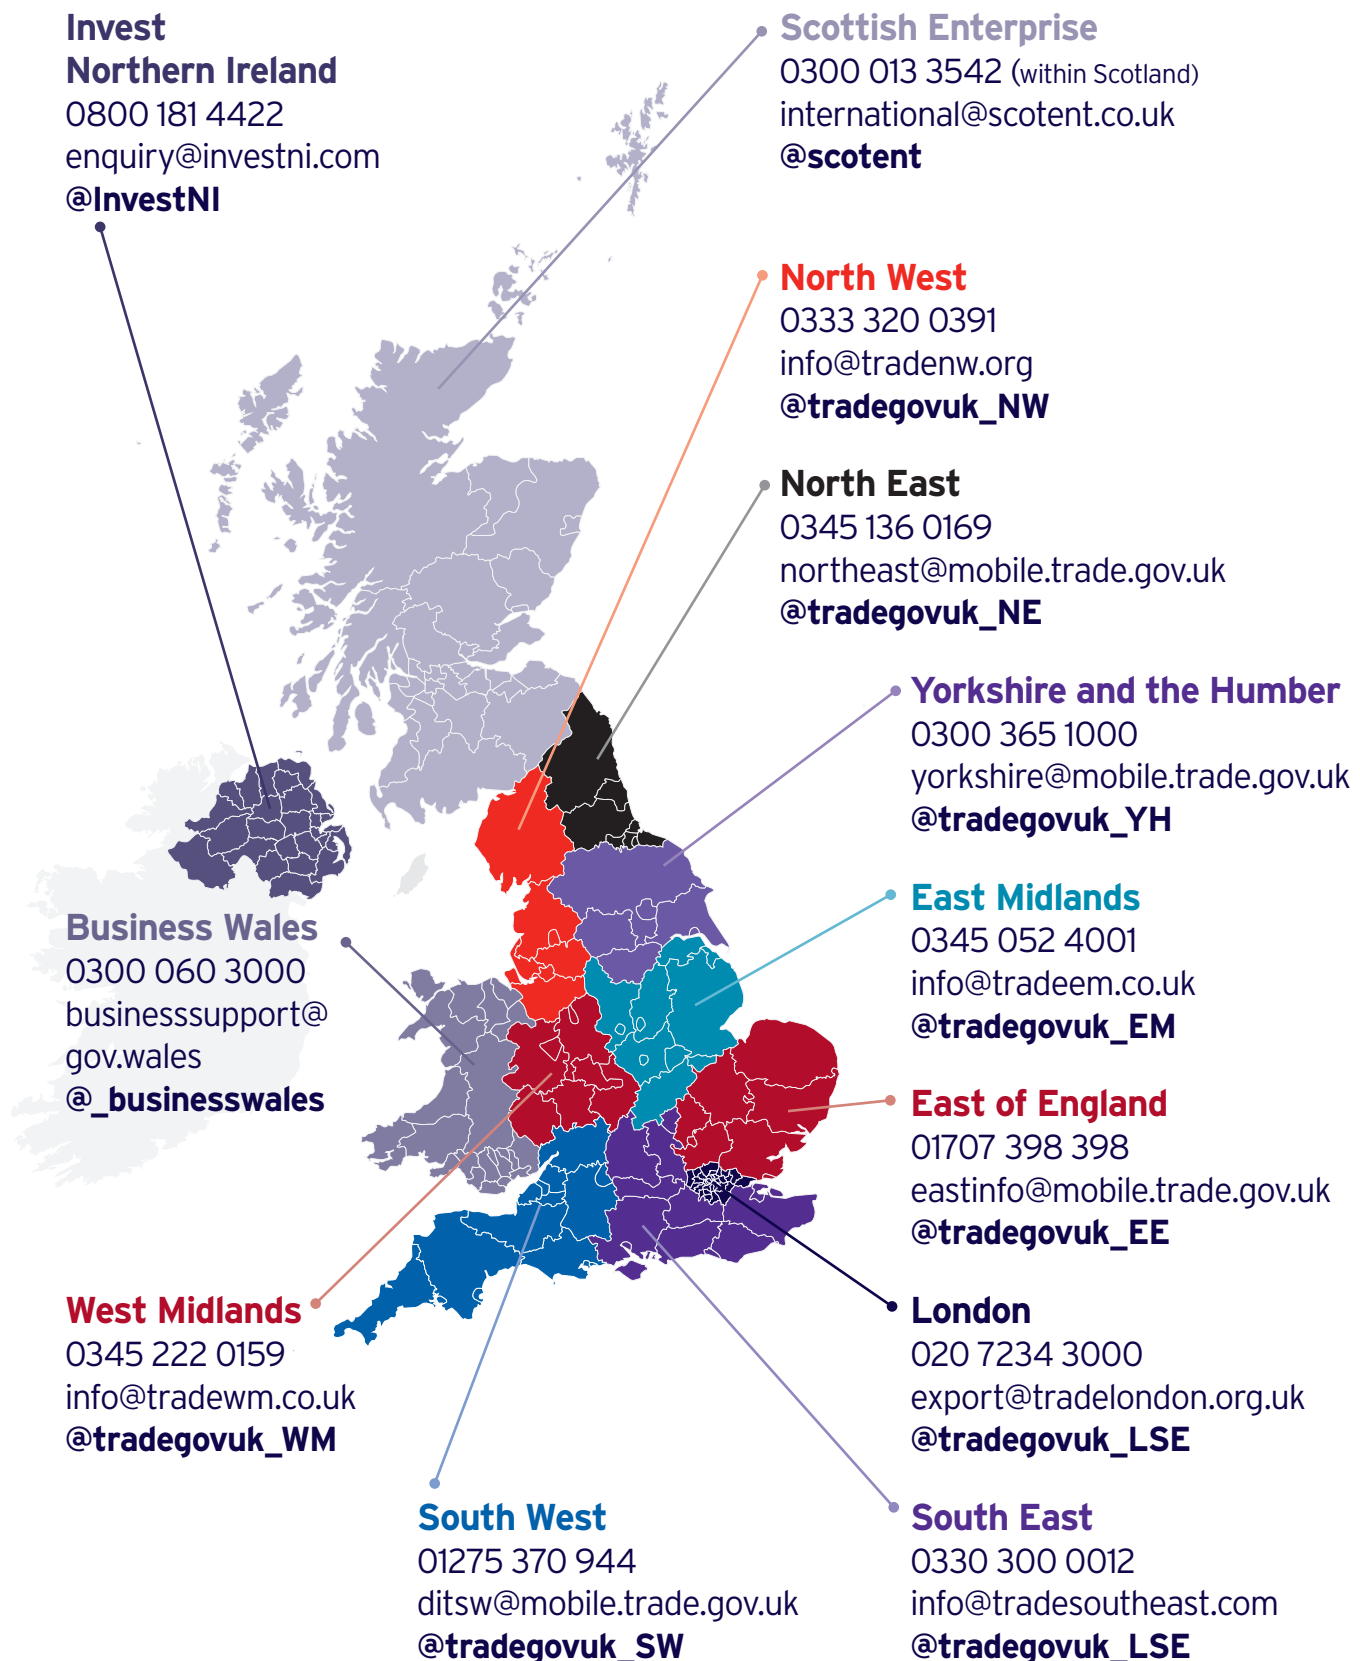 Invest
Northern Ireland
0800 181 4422
enquiry@investni.com
@InvestNI
Scottish Enterprise
0300 013 3542 (within Scotland)
international@scotent.co.uk
@scotent
North West
0333 320 0391
info@tradenw.org
@tradegovuk_NW
North East
0345 136 0169
northeast@mobile.trade.gov.uk
@tradegovuk_NE
Yorkshire and the Humber
0300 365 1000
yorkshire@mobile.trade.gov.uk
@tradegovuk_YH
East Midlands
0345 052 4001
info@tradeem.co.uk
@tradegovuk_EM
Business Wales
0300 060 3000
businesssupport@
gov.wales
@_businesswales
East of England
01707 398 398
eastinfo@mobile.trade.gov.uk
@tradegovuk_EE
West Midlands
0345 222 0159
info@tradewm.co.uk
@tradegovuk_WM
London
020 7234 3000
export@tradelondon.org.uk
@tradegovuk_LSE
South West
01275 370 944
ditsw@mobile.trade.gov.uk
@tradegovuk_SW
South East
0330 300 0012
info@tradesoutheast.com
@tradegovuk_LSE